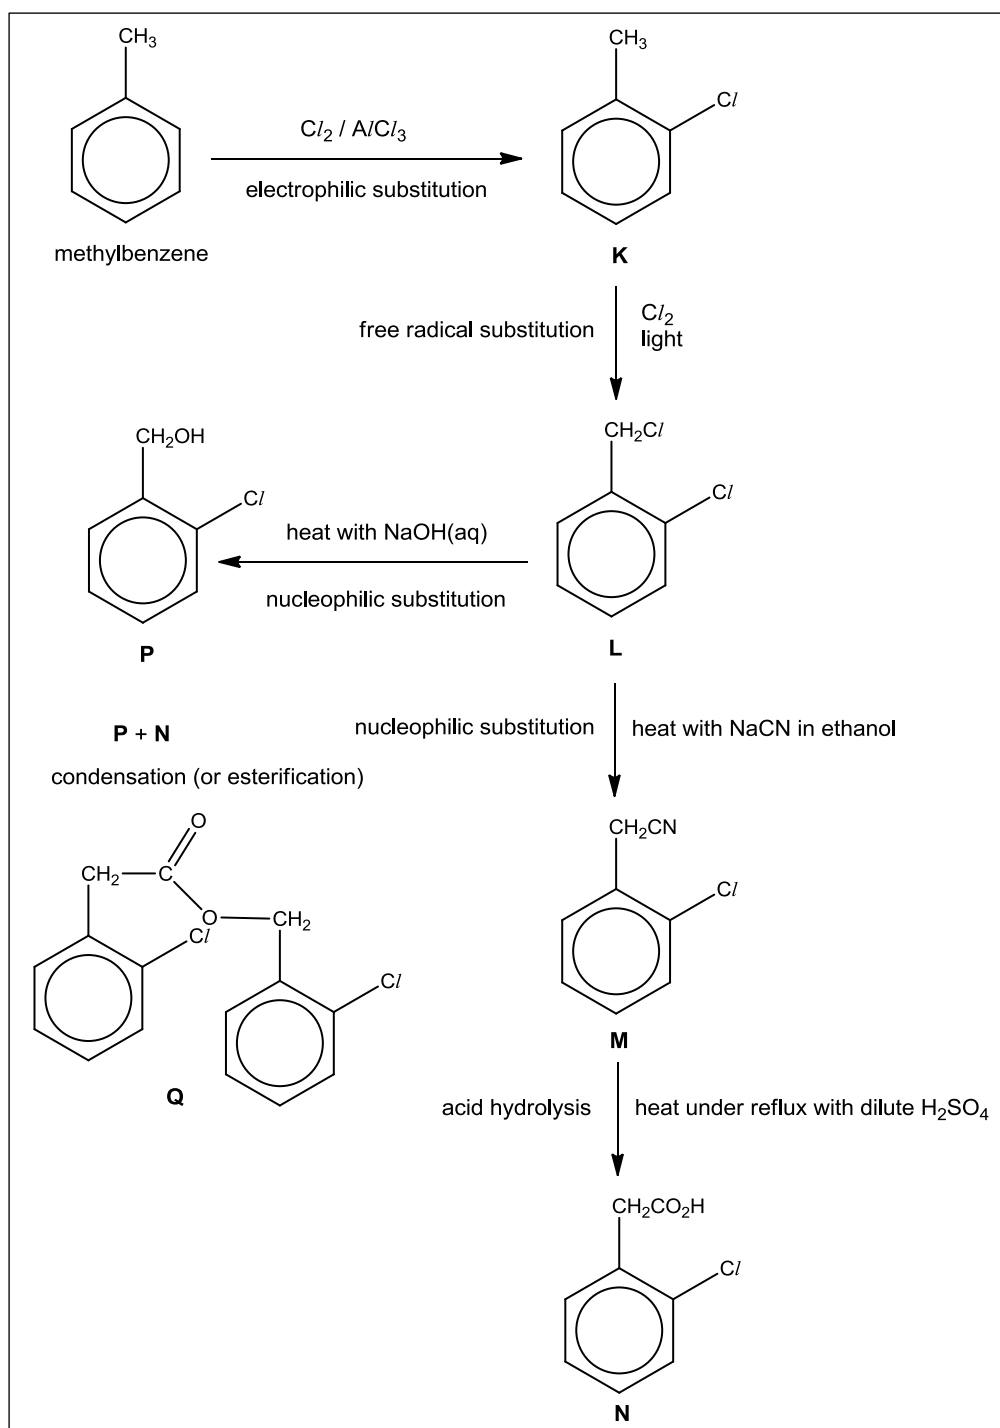 CH₃
methylbenzene
Cl₂ / AlCl₃
electrophilic substitution
CH₃
Cl
K
free radical substitution
Cl₂
light
CH₂Cl
Cl
L
heat with NaOH(aq)
nucleophilic substitution
CH₂OH
Cl
P
nucleophilic substitution
heat with NaCN in ethanol
CH₂CN
Cl
M
acid hydrolysis
heat under reflux with dilute H₂SO₄
CH₂CO₂H
Cl
N
P + N
condensation (or esterification)
O
CH₂
C
O
CH₂
Cl
Cl
Q